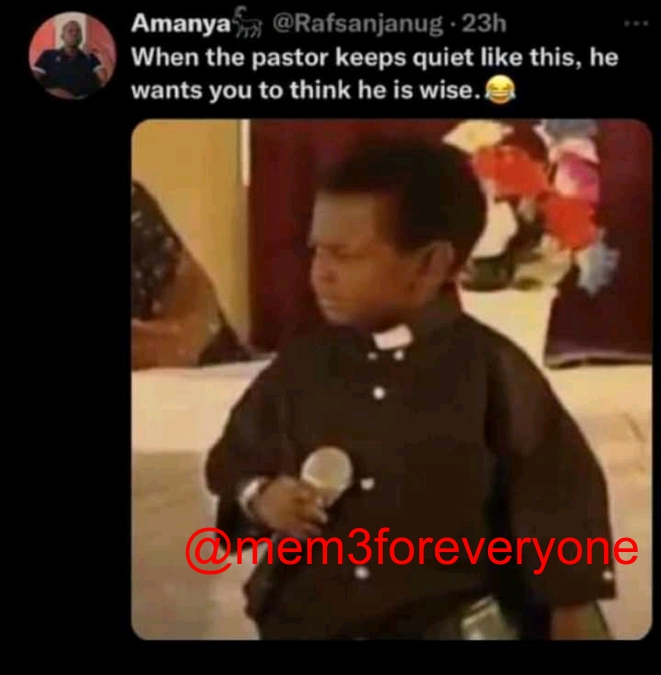 Amanya🐐 @Rafsanjanug · 23h
When the pastor keeps quiet like this, he
wants you to think he is wise.😂
@mem3foreveryone